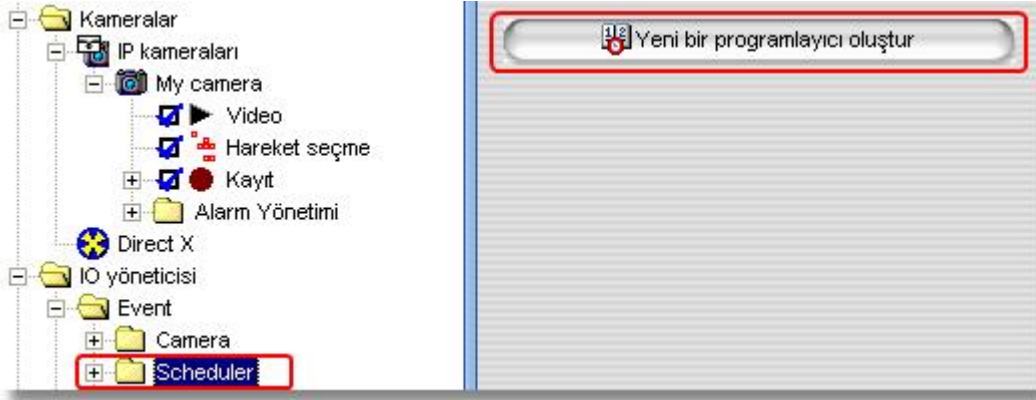 Kameralar
IP kameraları
My camera
Video
Hareket seçme
Kayıt
Alarm Yönetimi
Direct X
IO yöneticisi
Event
Camera
Scheduler
Yeni bir programlayıcı oluştur